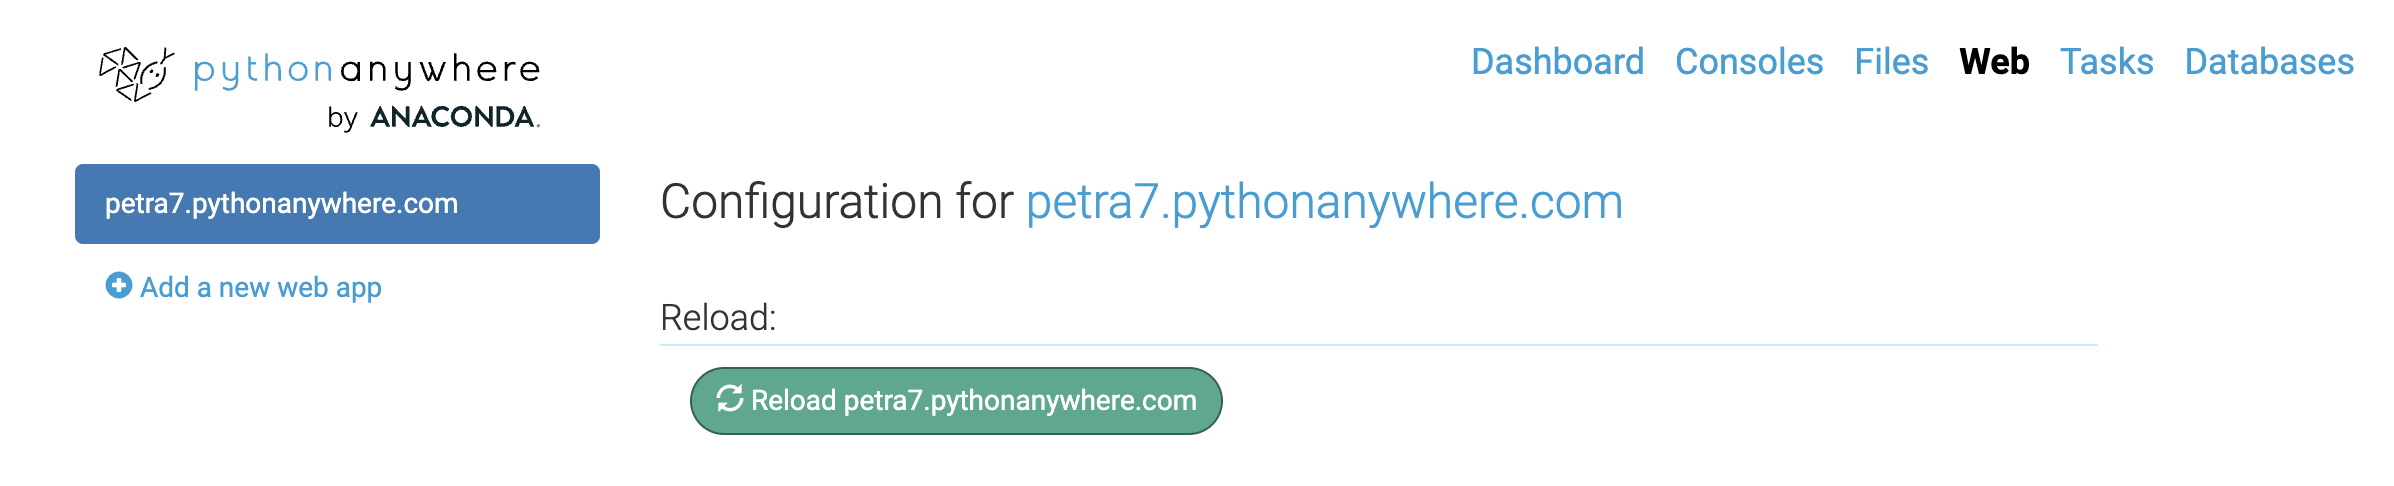 pythonanywhere
by ANACONDA.
Dashboard Consoles Files Web Tasks Databases
petra7.pythonanywhere.com
Add a new web app
Configuration for petra7.pythonanywhere.com
Reload:
Reload petra7.pythonanywhere.com